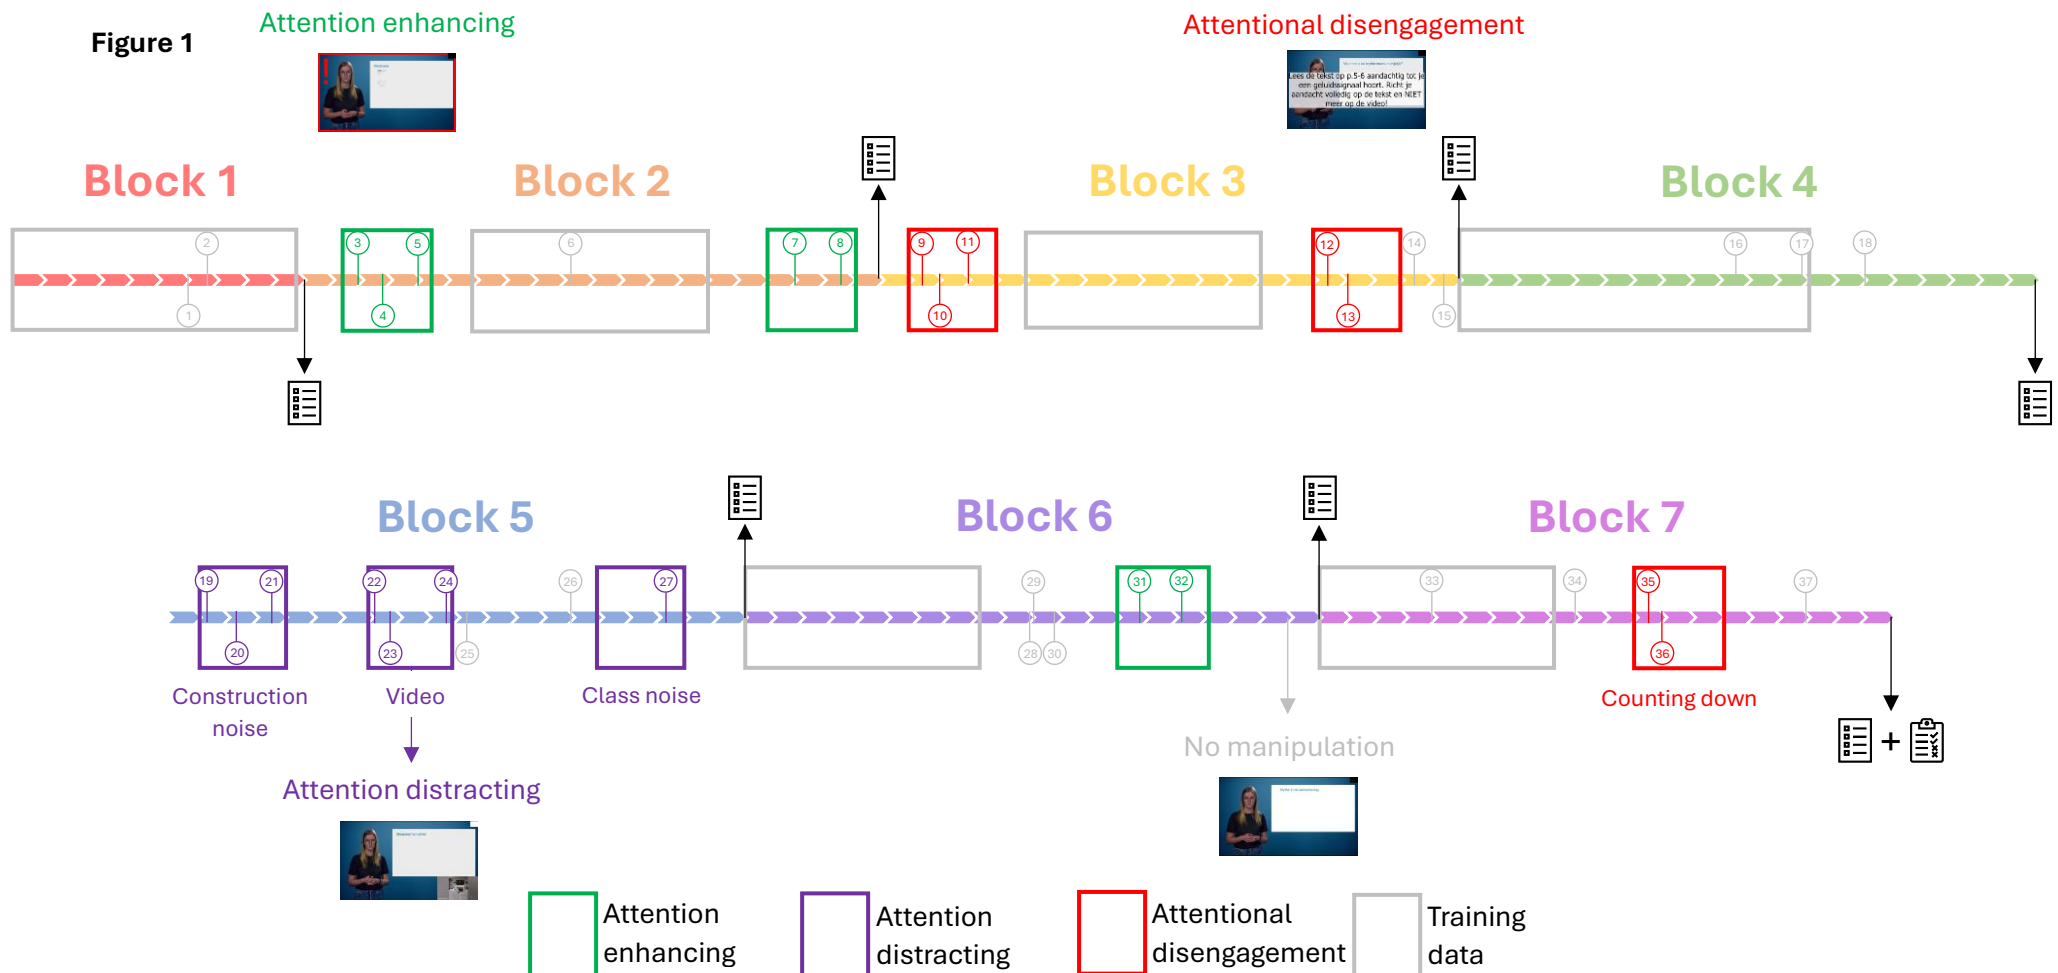 Figure 1
Attention enhancing
!
Attentional disengagement
Lees de tekst op p.5-6 aandachtig tot je
een geluidssignaal hoort. Richt je
aandacht volledig op de tekst en NIET
meer op de video!
Block 1
Block 2
Block 3
Block 4
2
3
5
6
7
8
9
11
12
14
16
17
18
1
4
10
13
15
Block 5
Block 6
Block 7
19
21
22
24
26
27
29
31
32
33
34
35
37
20
23
25
28
30
36
Construction
noise
Video
Class noise
Counting down
No manipulation
+
Attention distracting
Attention
enhancing
Attention
distracting
Attentional
disengagement
Training
data